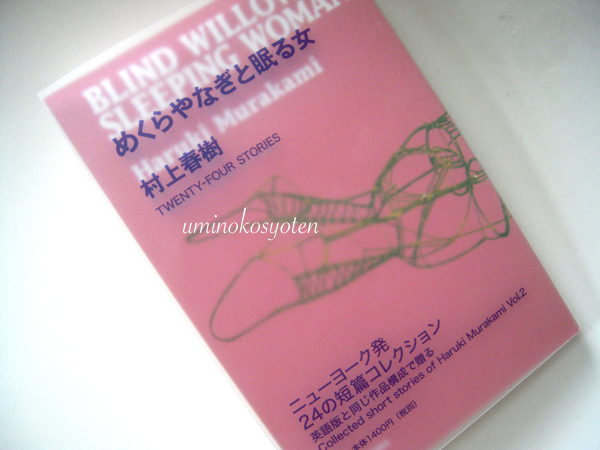 BLIND WILLOW
SLEEPING WOMAN
めくらやなぎと眠る女
Haruki Murakami
村上春樹
TWENTY-FOUR STORIES
uminokosyoten
ニューヨーク発
24の短篇コレクション
英語版と同じ作品構成で贈る
Collected short stories of Haruki Murakami Vol.2
本体1400円（税別）